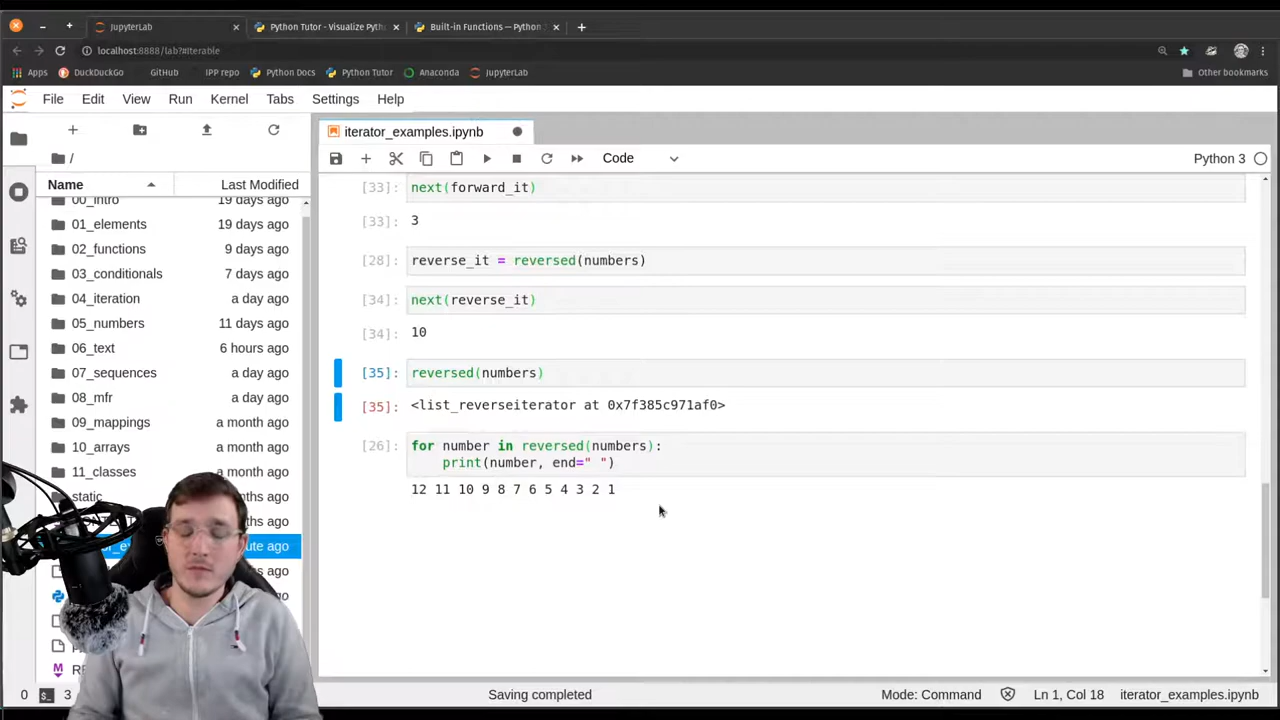 JupyterLab
Python Tutor - Visualize Pyth
Built-in Functions — Python
localhost:8888/lab?#Iterable
Apps DuckDuckGo GitHub IPP repo Python Docs Python Tutor Anaconda JupyterLab Other bookmarks
File Edit View Run Kernel Tabs Settings Help
iterator_examples.ipynb
Code
Python 3
/
Name Last Modified
00_intro 19 days ago
01_elements 19 days ago
02_functions 9 days ago
03_conditionals 7 days ago
04_iteration a day ago
05_numbers 11 days ago
06_text 6 hours ago
07_sequences a day ago
08_mfr a day ago
09_mappings a month ago
10_arrays a month ago
11_classes a month ago
static
[33]: next(forward_it)
[33]: 3
[28]: reverse_it = reversed(numbers)
[34]: next(reverse_it)
[34]: 10
[35]: reversed(numbers)
[35]: <list_reverseiterator at 0x7f385c971af0>
[26]: for number in reversed(numbers):
print(number, end=" ")
12 11 10 9 8 7 6 5 4 3 2 1
0 3 Saving completed Mode: Command Ln 1, Col 18 iterator_examples.ipynb